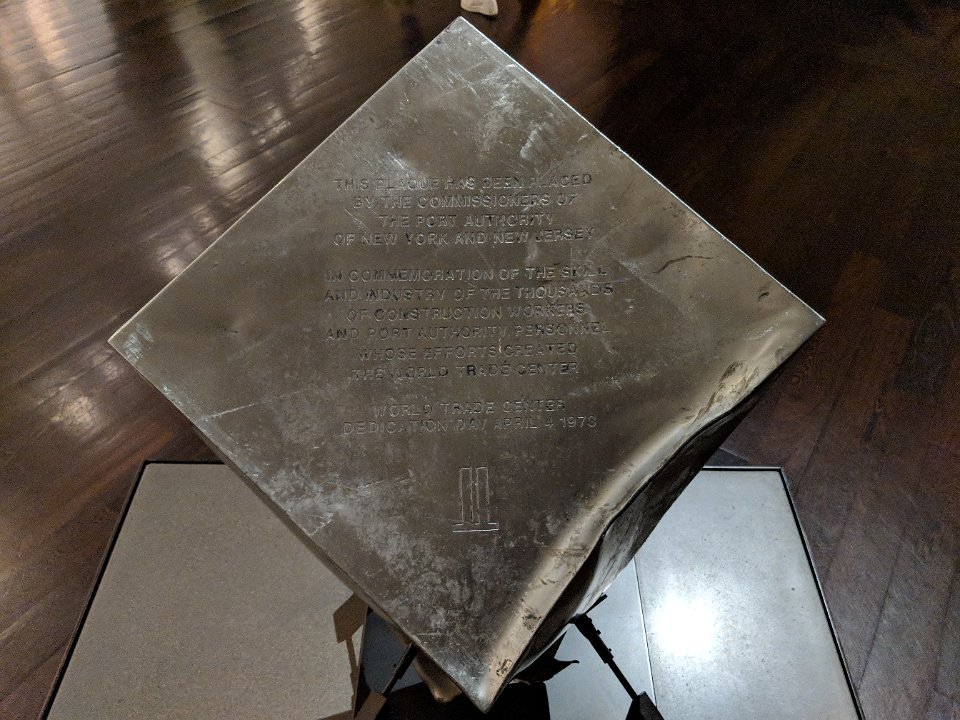 THIS PLAQUE HAS BEEN PLACED
BY THE COMMISSIONERS OF
THE PORT AUTHORITY
OF NEW YORK AND NEW JERSEY
IN COMMEMORATION OF THE SKILL
AND INDUSTRY OF THE THOUSANDS
OF CONSTRUCTION WORKERS
AND PORT AUTHORITY PERSONNEL
WHOSE EFFORTS CREATED
THE WORLD TRADE CENTER
WORLD TRADE CENTER
DEDICATION DAY APRIL 4 1973